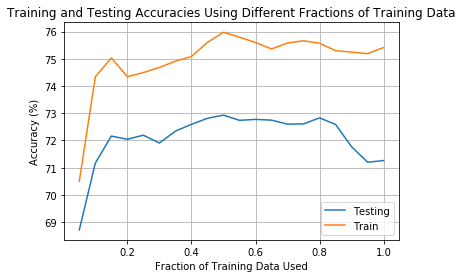 Training and Testing Accuracies Using Different Fractions of Training Data
76
75
74
73
72
71
70
69
Accuracy (%)
Testing
Train
0.2 0.4 0.6 0.8 1.0
Fraction of Training Data Used